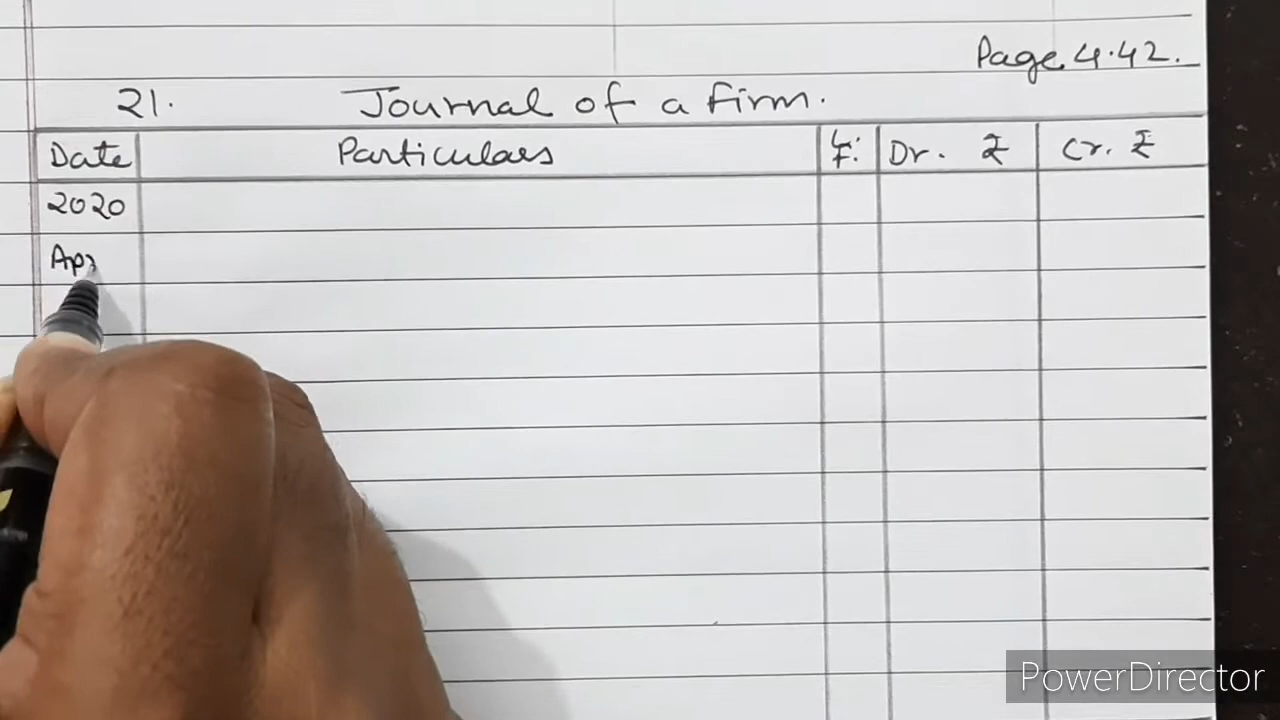 Page. 4.42.
21. Journal of a firm.
Date Particulars L.F. Dr. ₹ Cr. ₹
2020
Apr
PowerDirector